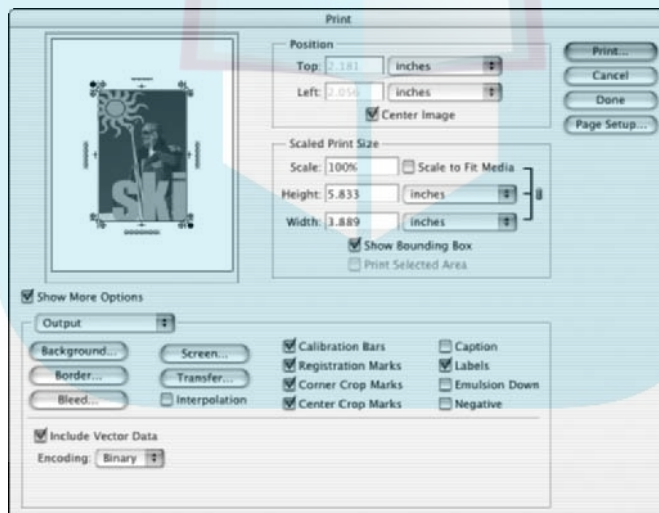 Print
Position
Top: 2.181 inches
Left: 2.056 inches
Center Image
Print...
Cancel
Done
Page Setup...
Scaled Print Size
Scale: 100% Scale to Fit Media
Height: 5.833 inches
Width: 3.889 inches
Show Bounding Box
Print Selected Area
ski
Show More Options
Output
Background... Screen...
Border... Transfer...
Bleed... Interpolation
Calibration Bars Caption
Registration Marks Labels
Corner Crop Marks Emulsion Down
Center Crop Marks Negative
Include Vector Data
Encoding: Binary